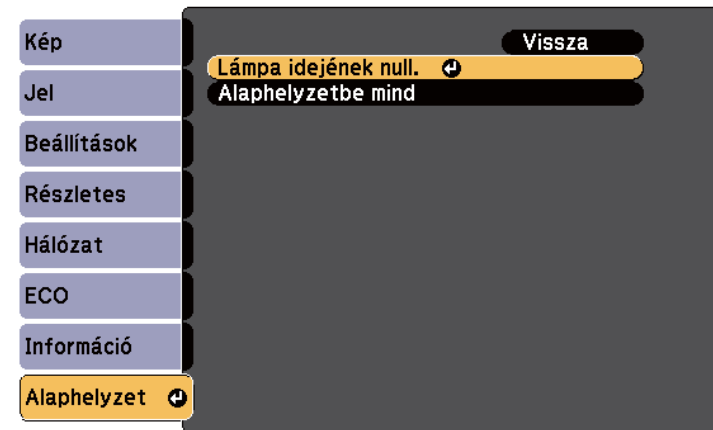 Kép
Jel
Beállítások
Részletes
Hálózat
ECO
Információ
Alaphelyzet
Vissza
Lámpa idejének null.
Alaphelyzetbe mind